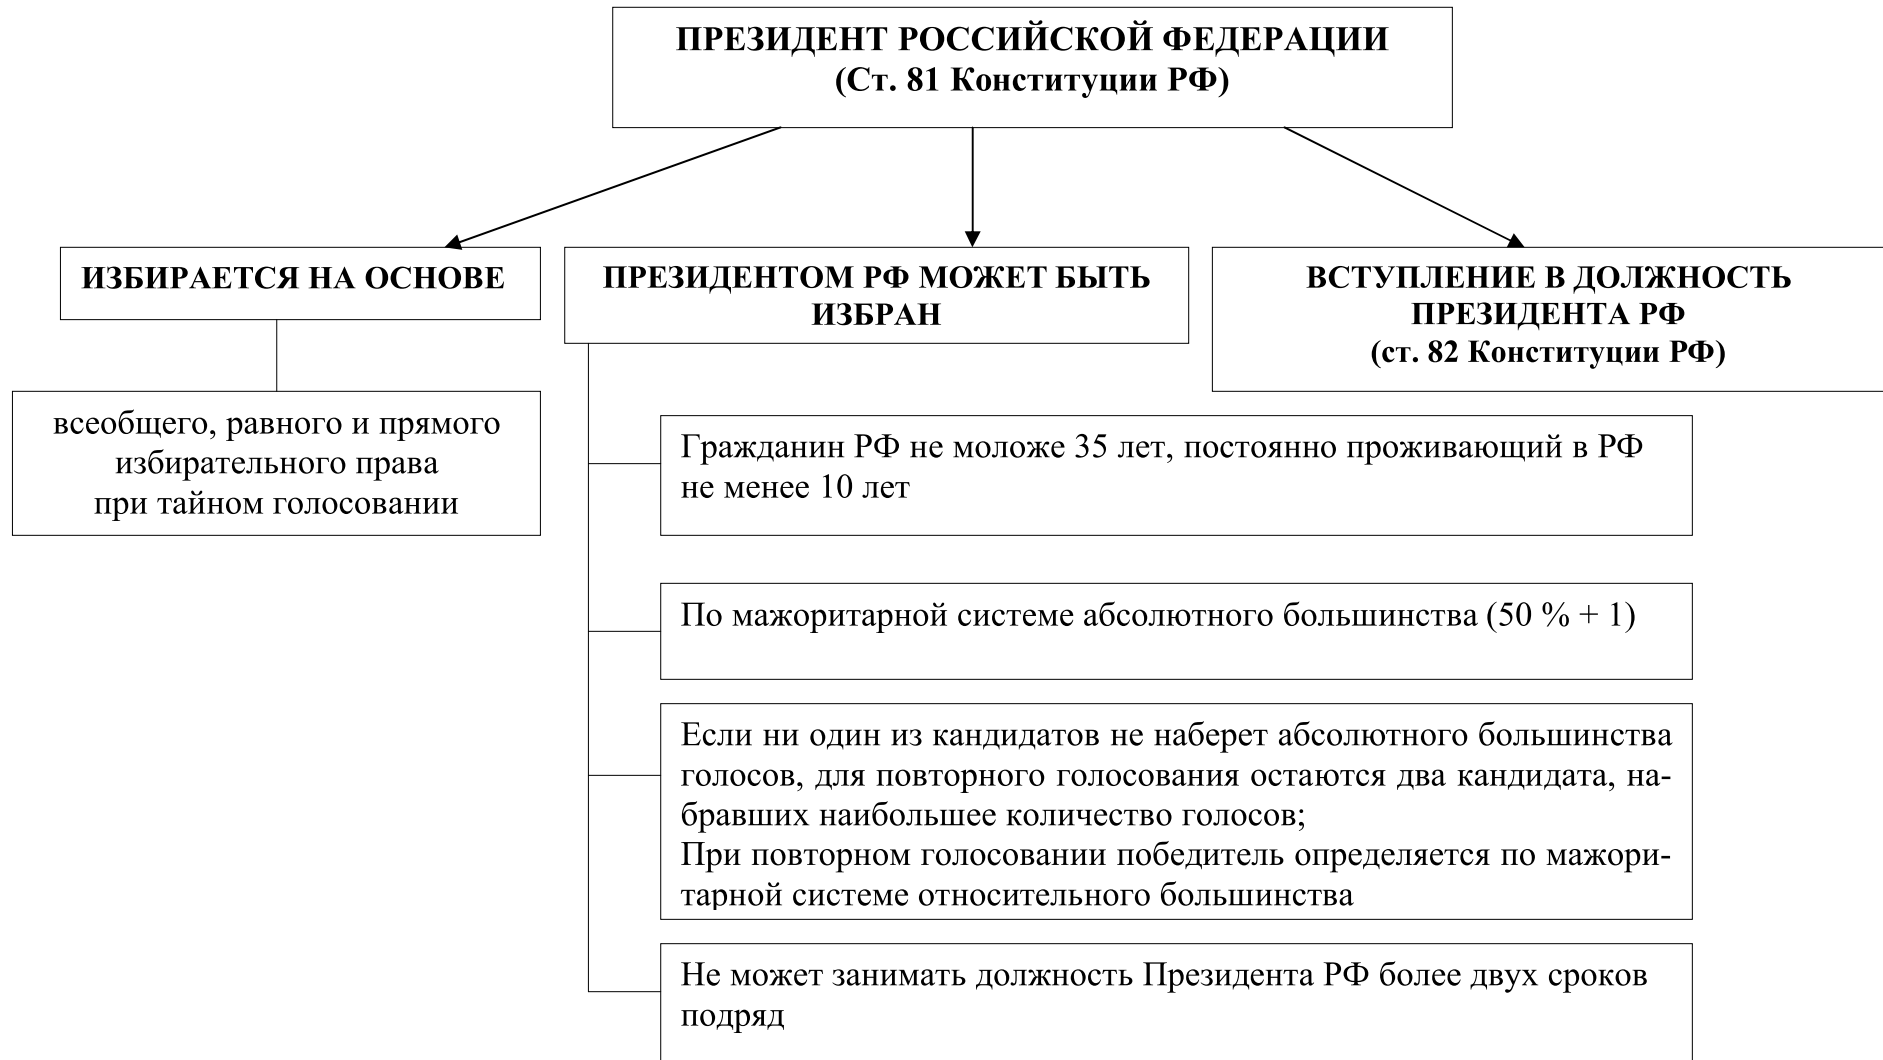 ПРЕЗИДЕНТ РОССИЙСКОЙ ФЕДЕРАЦИИ
(Ст. 81 Конституции РФ)
ИЗБИРАЕТСЯ НА ОСНОВЕ
всеобщего, равного и прямого
избирательного права
при тайном голосовании
ПРЕЗИДЕНТОМ РФ МОЖЕТ БЫТЬ
ИЗБРАН
Гражданин РФ не моложе 35 лет, постоянно проживающий в РФ
не менее 10 лет
По мажоритарной системе абсолютного большинства (50 % + 1)
Если ни один из кандидатов не наберет абсолютного большинства
голосов, для повторного голосования остаются два кандидата, на-
бравших наибольшее количество голосов;
При повторном голосовании победитель определяется по мажори-
тарной системе относительного большинства
Не может занимать должность Президента РФ более двух сроков
подряд
ВСТУПЛЕНИЕ В ДОЛЖНОСТЬ
ПРЕЗИДЕНТА РФ
(ст. 82 Конституции РФ)